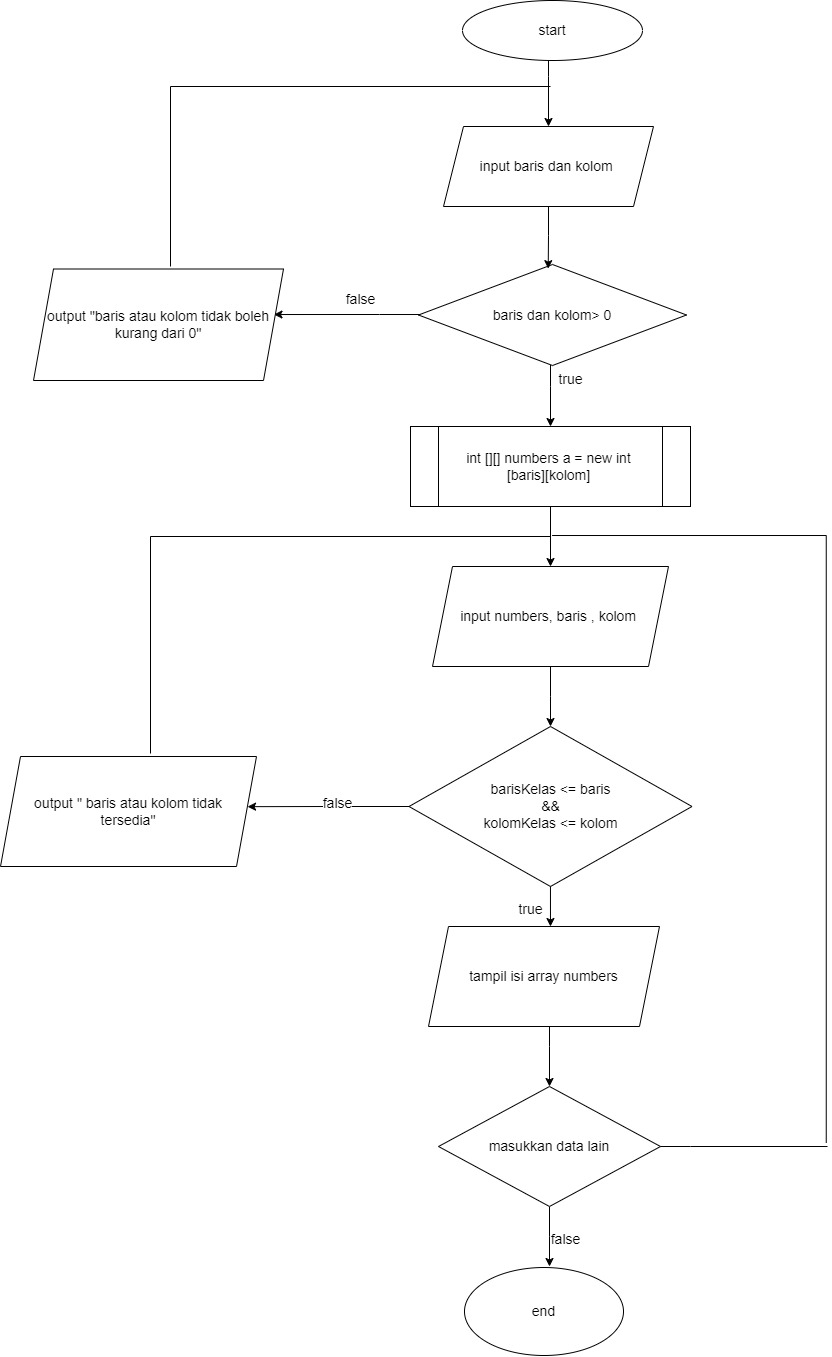 start
input baris dan kolom
false
baris dan kolom> 0
output "baris atau kolom tidak boleh
kurang dari 0"
true
int [][] numbers a = new int
[baris][kolom]
input numbers, baris , kolom
barisKelas <= baris
&&
kolomKelas <= kolom
false
output " baris atau kolom tidak
tersedia"
true
tampil isi array numbers
masukkan data lain
false
end